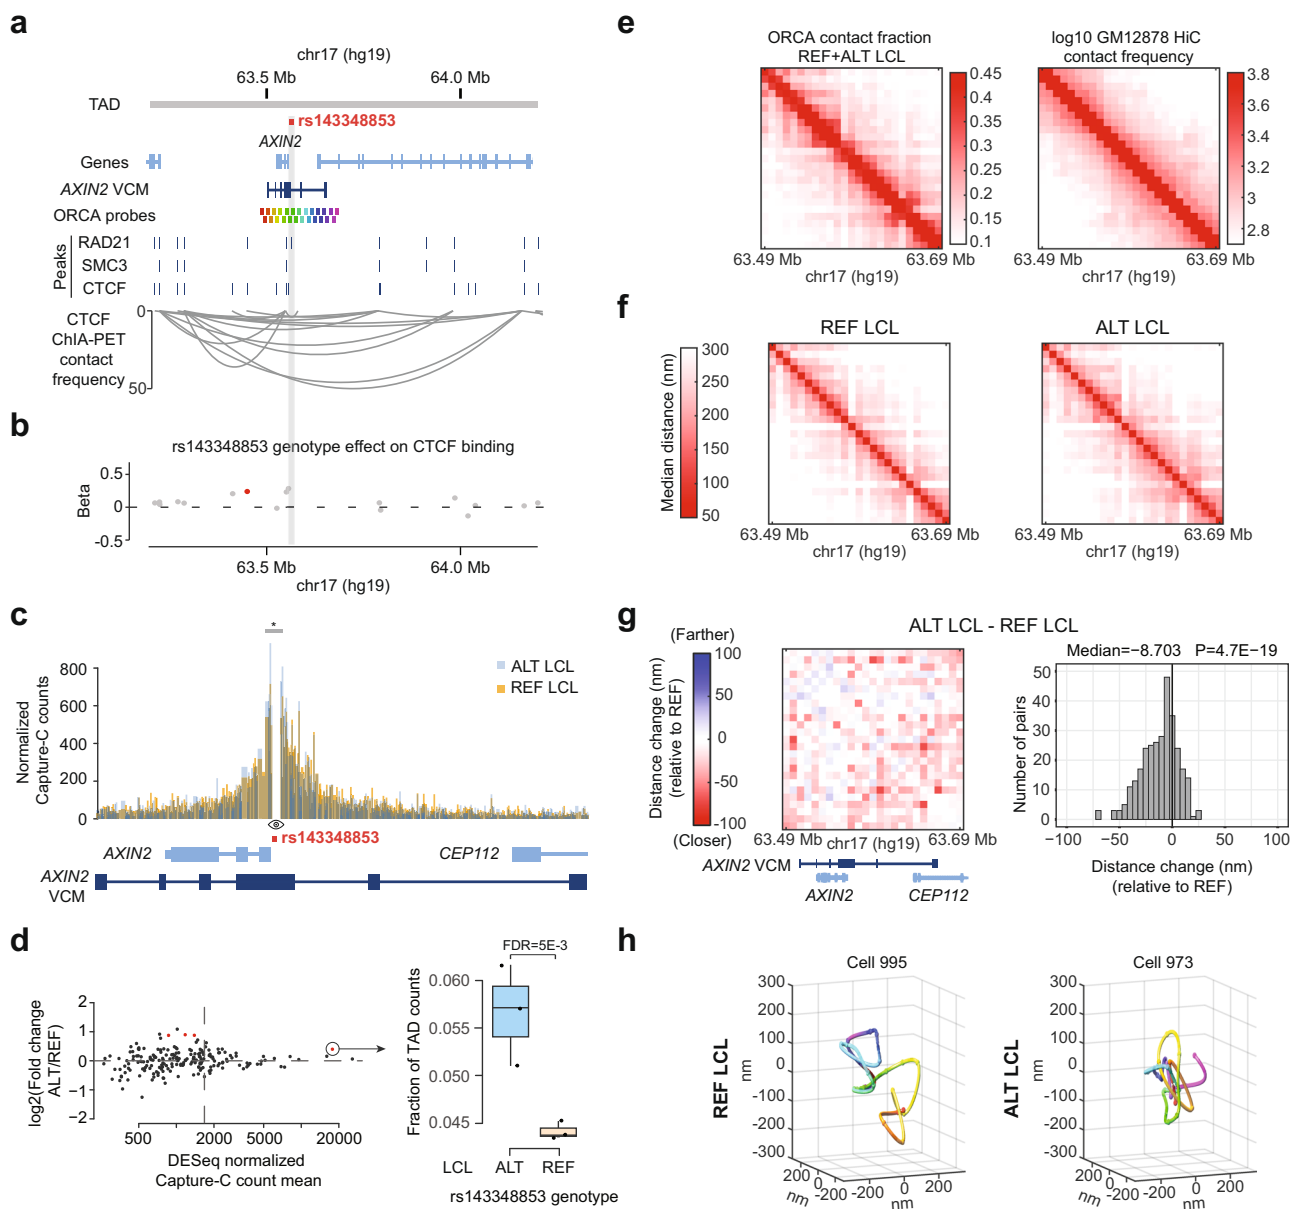 a
chr17 (hg19)
63.5 Mb 64.0 Mb
TAD
rs143348853
AXIN2
Genes
AXIN2 VCM
ORCA probes
Peaks
RAD21
SMC3
CTCF
0
CTCF
ChIA-PET
contact
frequency
50
b
rs143348853 genotype effect on CTCF binding
Beta
0.5
0
-0.5
63.5 Mb 64.0 Mb
chr17 (hg19)
c
*
Normalized
Capture-C counts
800
600
400
200
0
ALT LCL
REF LCL
rs143348853
AXIN2 CEP112
AXIN2
VCM
d
log2(Fold change
ALT/REF)
2
1
0
−1
−2
500 2000 5000 20000
DESeq normalized
Capture-C count mean
FDR=5E-3
Fraction of TAD counts
0.060
0.055
0.050
0.045
LCL ALT REF
rs143348853 genotype
e
ORCA contact fraction
REF+ALT LCL
63.49 Mb 63.69 Mb
0.45
0.4
0.35
0.3
0.25
0.2
0.15
0.1
63.49 Mb 63.69 Mb
chr17 (hg19)
log10 GM12878 HiC
contact frequency
3.8
3.6
3.4
3.2
3
2.8
63.49 Mb 63.69 Mb
chr17 (hg19)
f
Median distance (nm)
300
250
200
150
100
50
REF LCL
63.49 Mb 63.69 Mb
chr17 (hg19)
ALT LCL
63.49 Mb 63.69 Mb
chr17 (hg19)
g
ALT LCL - REF LCL
Distance change (nm)
(relative to REF)
(Farther)
100
50
0
-50
-100
(Closer)
63.49 Mb 63.69 Mb
chr17 (hg19)
AXIN2 VCM
AXIN2 CEP112
Median=−8.703 P=4.7E−19
Number of pairs
50
40
30
20
10
0
−100 −50 0 50 100
Distance change (nm)
(relative to REF)
h
REF LCL
Cell 995
nm
300
200
100
0
-100
-200
-300
200
0
-200
nm
-200 0 200
nm
ALT LCL
Cell 973
nm
300
200
100
0
-100
-200
-300
200
0
-200
nm
-200 0 200
nm